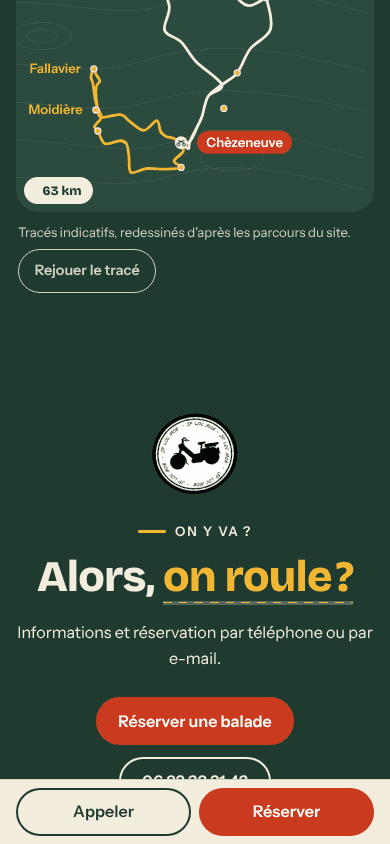 Fallavier
Moidière
Chèzeneuve
63 km
Tracés indicatifs, redessinés d'après les parcours du site.
Rejouer le tracé
ON Y VA ?
Alors, on roule ?
Informations et réservation par téléphone ou par
e-mail.
Réserver une balade
Appeler
Réserver